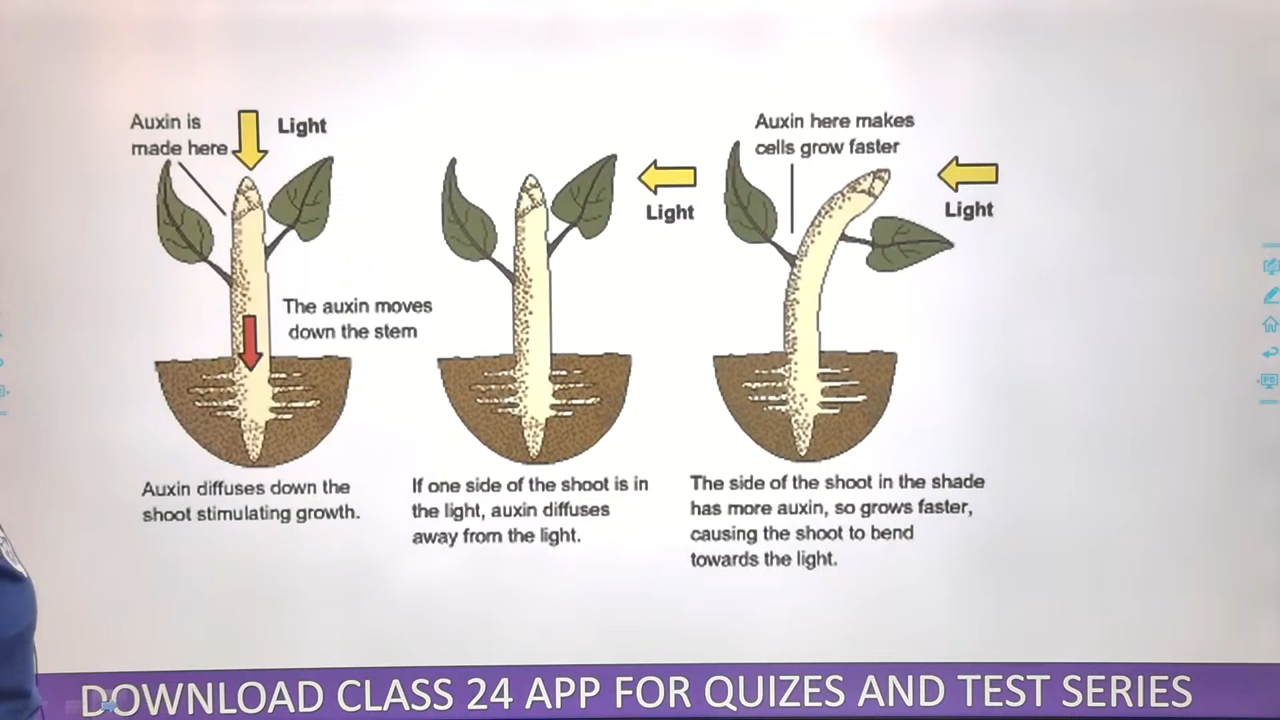 Auxin is
made here
Light
The auxin moves
down the stem
Auxin diffuses down the
shoot stimulating growth.
Light
If one side of the shoot is in
the light, auxin diffuses
away from the light.
Auxin here makes
cells grow faster
Light
The side of the shoot in the shade
has more auxin, so grows faster,
causing the shoot to bend
towards the light.
DOWNLOAD CLASS 24 APP FOR QUIZES AND TEST SERIES